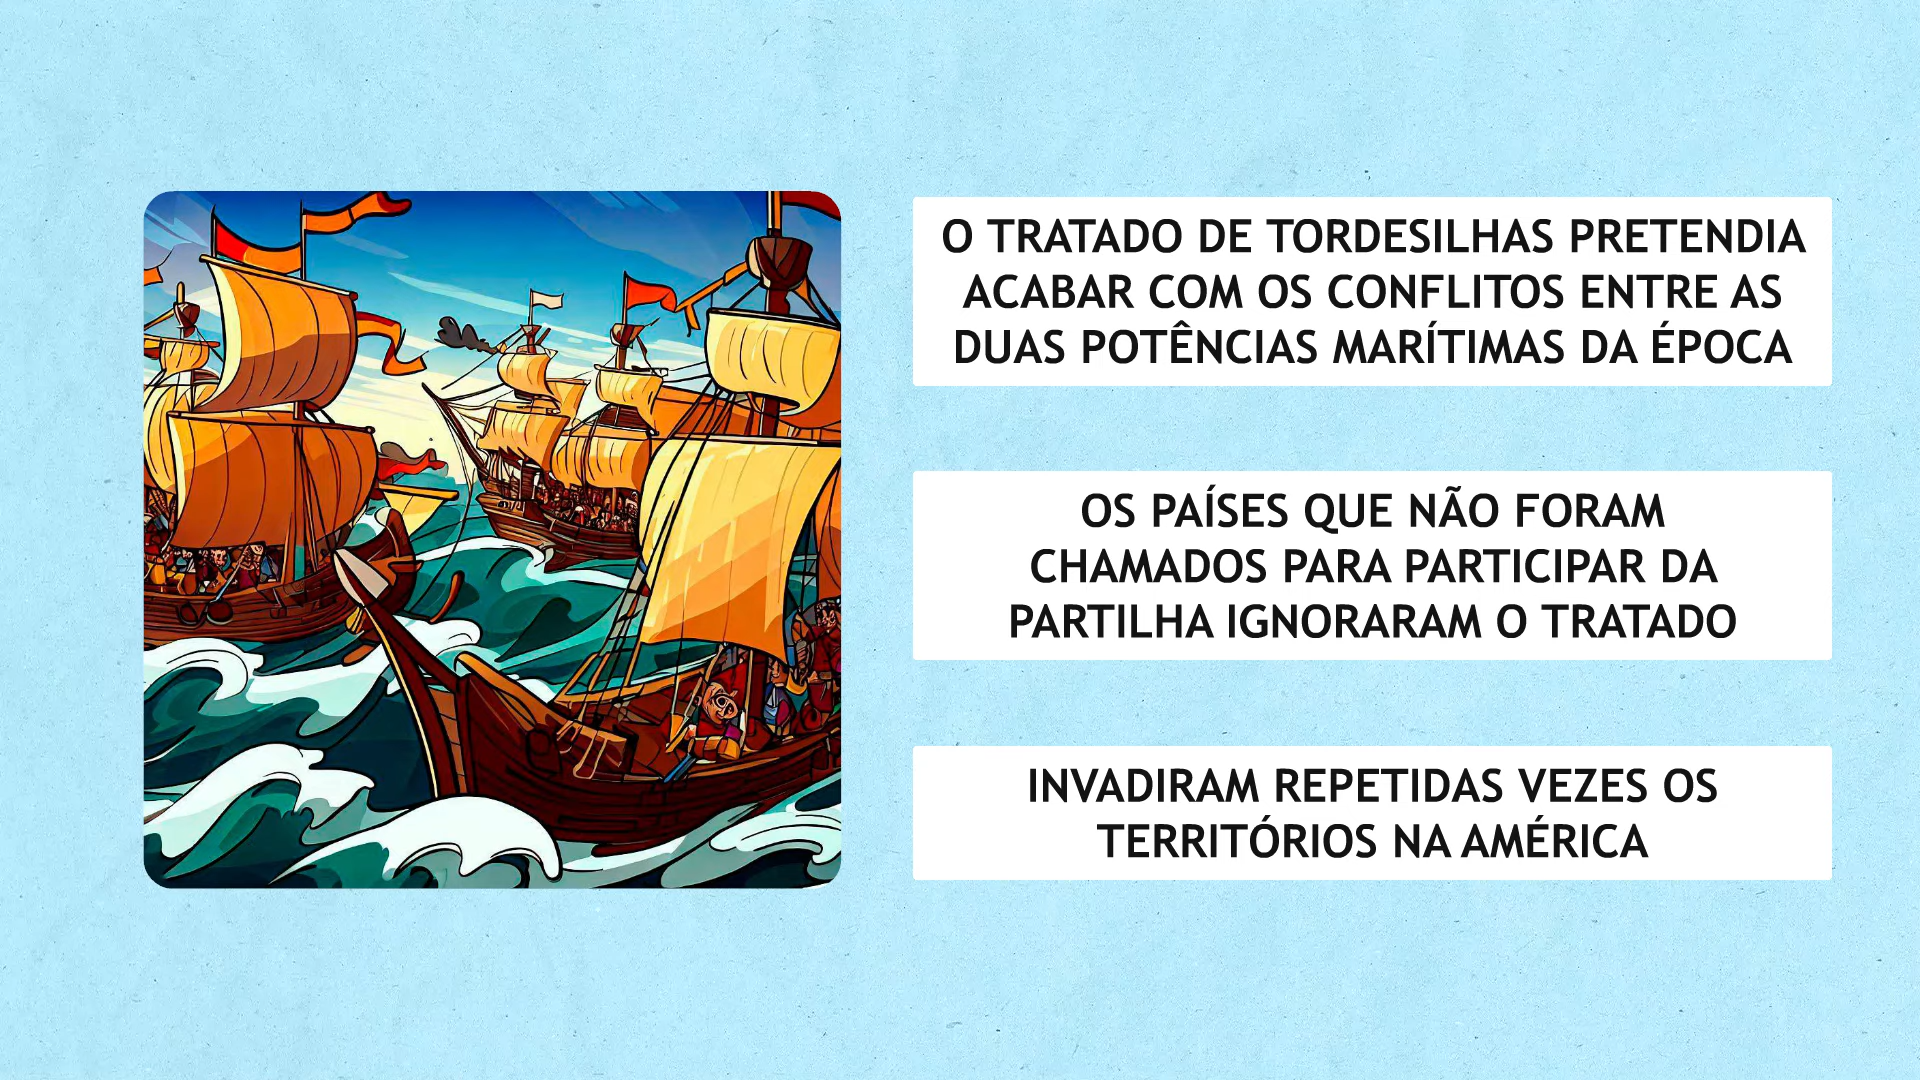 O TRATADO DE TORDESILHAS PRETENDIA
ACABAR COM OS CONFLITOS ENTRE AS
DUAS POTÊNCIAS MARÍTIMAS DA ÉPOCA
OS PAÍSES QUE NÃO FORAM
CHAMADOS PARA PARTICIPAR DA
PARTILHA IGNORARAM O TRATADO
INVADIRAM REPETIDAS VEZES OS
TERRITÓRIOS NA AMÉRICA